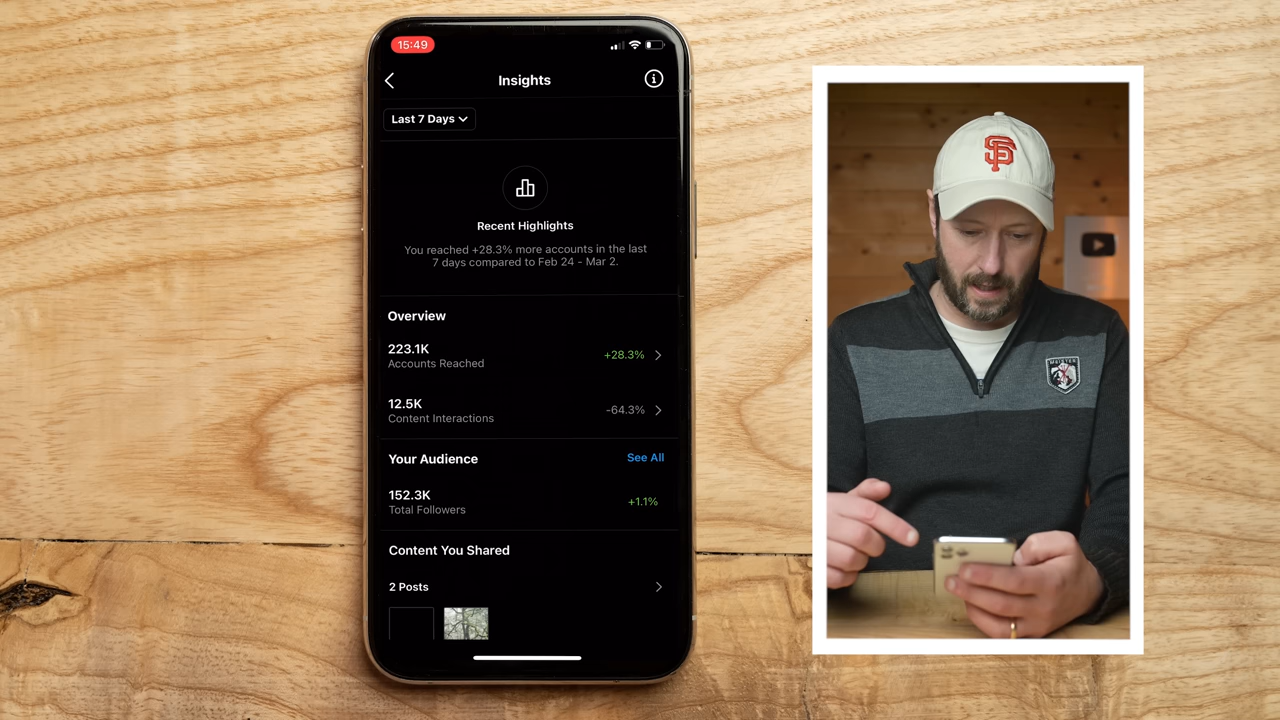 15:49
Insights
Last 7 Days
Recent Highlights
You reached +28.3% more accounts in the last
7 days compared to Feb 24 - Mar 2.
Overview
223.1K
+28.3%
Accounts Reached
12.5K
-64.3%
Content Interactions
Your Audience
See All
152.3K
+1.1%
Total Followers
Content You Shared
2 Posts
SF
MEISTER